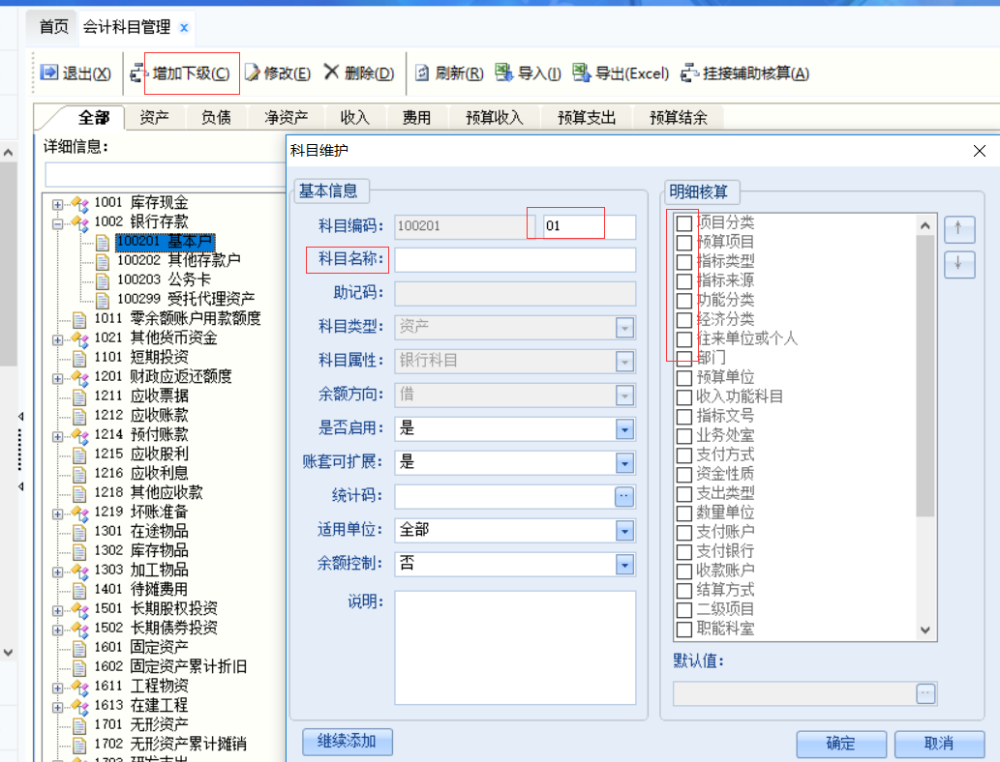 首页 会计科目管理 x
退出(X) 增加下级(C) 修改(E) 删除(D) 刷新(R) 导入(I) 导出(Excel) 挂接辅助核算(A)
全部 资产 负债 净资产 收入 费用 预算收入 预算支出 预算结余
详细信息：
1001 库存现金
1002 银行存款
100201 基本户
100202 其他存款户
100203 公务卡
100299 受托代理资产
1011 零余额账户用款额度
1021 其他货币资金
1101 短期投资
1201 财政应返还额度
1211 应收票据
1212 应收账款
1214 预付账款
1215 应收股利
1216 应收利息
1218 其他应收款
1219 坏账准备
1301 在途物品
1302 库存物品
1303 加工物品
1401 待摊费用
1501 长期股权投资
1502 长期债券投资
1601 固定资产
1602 固定资产累计折旧
1611 工程物资
1613 在建工程
1701 无形资产
1702 无形资产累计摊销
1703 研发支出
科目维护
基本信息
科目编码： 100201 01
科目名称：
助记码：
科目类型： 资产
科目属性： 银行科目
余额方向： 借
是否启用： 是
账套可扩展： 是
统计码：
适用单位： 全部
余额控制： 否
说明：
继续添加
明细核算
项目分类
预算项目
指标类型
指标来源
功能分类
经济分类
往来单位或个人
部门
预算单位
收入功能科目
指标文号
业务处室
支付方式
资金性质
支出类型
数量单位
支付账户
支付银行
收款账户
结算方式
二级项目
职能科室
默认值：
确定 取消